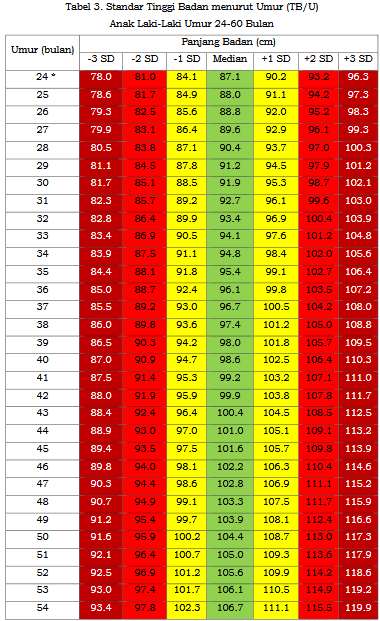 Tabel 3. Standar Tinggi Badan menurut Umur (TB/U)
Anak Laki-Laki Umur 24-60 Bulan
Umur (bulan) Panjang Badan (cm)
-3 SD -2 SD -1 SD Median +1 SD +2 SD +3 SD
24 * 78.0 81.0 84.1 87.1 90.2 93.2 96.3
25 78.6 81.7 84.9 88.0 91.1 94.2 97.3
26 79.3 82.5 85.6 88.8 92.0 95.2 98.3
27 79.9 83.1 86.4 89.6 92.9 96.1 99.3
28 80.5 83.8 87.1 90.4 93.7 97.0 100.3
29 81.1 84.5 87.8 91.2 94.5 97.9 101.2
30 81.7 85.1 88.5 91.9 95.3 98.7 102.1
31 82.3 85.7 89.2 92.7 96.1 99.6 103.0
32 82.8 86.4 89.9 93.4 96.9 100.4 103.9
33 83.4 86.9 90.5 94.1 97.6 101.2 104.8
34 83.9 87.5 91.1 94.8 98.4 102.0 105.6
35 84.4 88.1 91.8 95.4 99.1 102.7 106.4
36 85.0 88.7 92.4 96.1 99.8 103.5 107.2
37 85.5 89.2 93.0 96.7 100.5 104.2 108.0
38 86.0 89.8 93.6 97.4 101.2 105.0 108.8
39 86.5 90.3 94.2 98.0 101.8 105.7 109.5
40 87.0 90.9 94.7 98.6 102.5 106.4 110.3
41 87.5 91.4 95.3 99.2 103.2 107.1 111.0
42 88.0 91.9 95.9 99.9 103.8 107.8 111.7
43 88.4 92.4 96.4 100.4 104.5 108.5 112.5
44 88.9 93.0 97.0 101.0 105.1 109.1 113.2
45 89.4 93.5 97.5 101.6 105.7 109.8 113.9
46 89.8 94.0 98.1 102.2 106.3 110.4 114.6
47 90.3 94.4 98.6 102.8 106.9 111.1 115.2
48 90.7 94.9 99.1 103.3 107.5 111.7 115.9
49 91.2 95.4 99.7 103.9 108.1 112.4 116.6
50 91.6 95.9 100.2 104.4 108.7 113.0 117.3
51 92.1 96.4 100.7 105.0 109.3 113.6 117.9
52 92.5 96.9 101.2 105.6 109.9 114.2 118.6
53 93.0 97.4 101.7 106.1 110.5 114.9 119.2
54 93.4 97.8 102.3 106.7 111.1 115.5 119.9